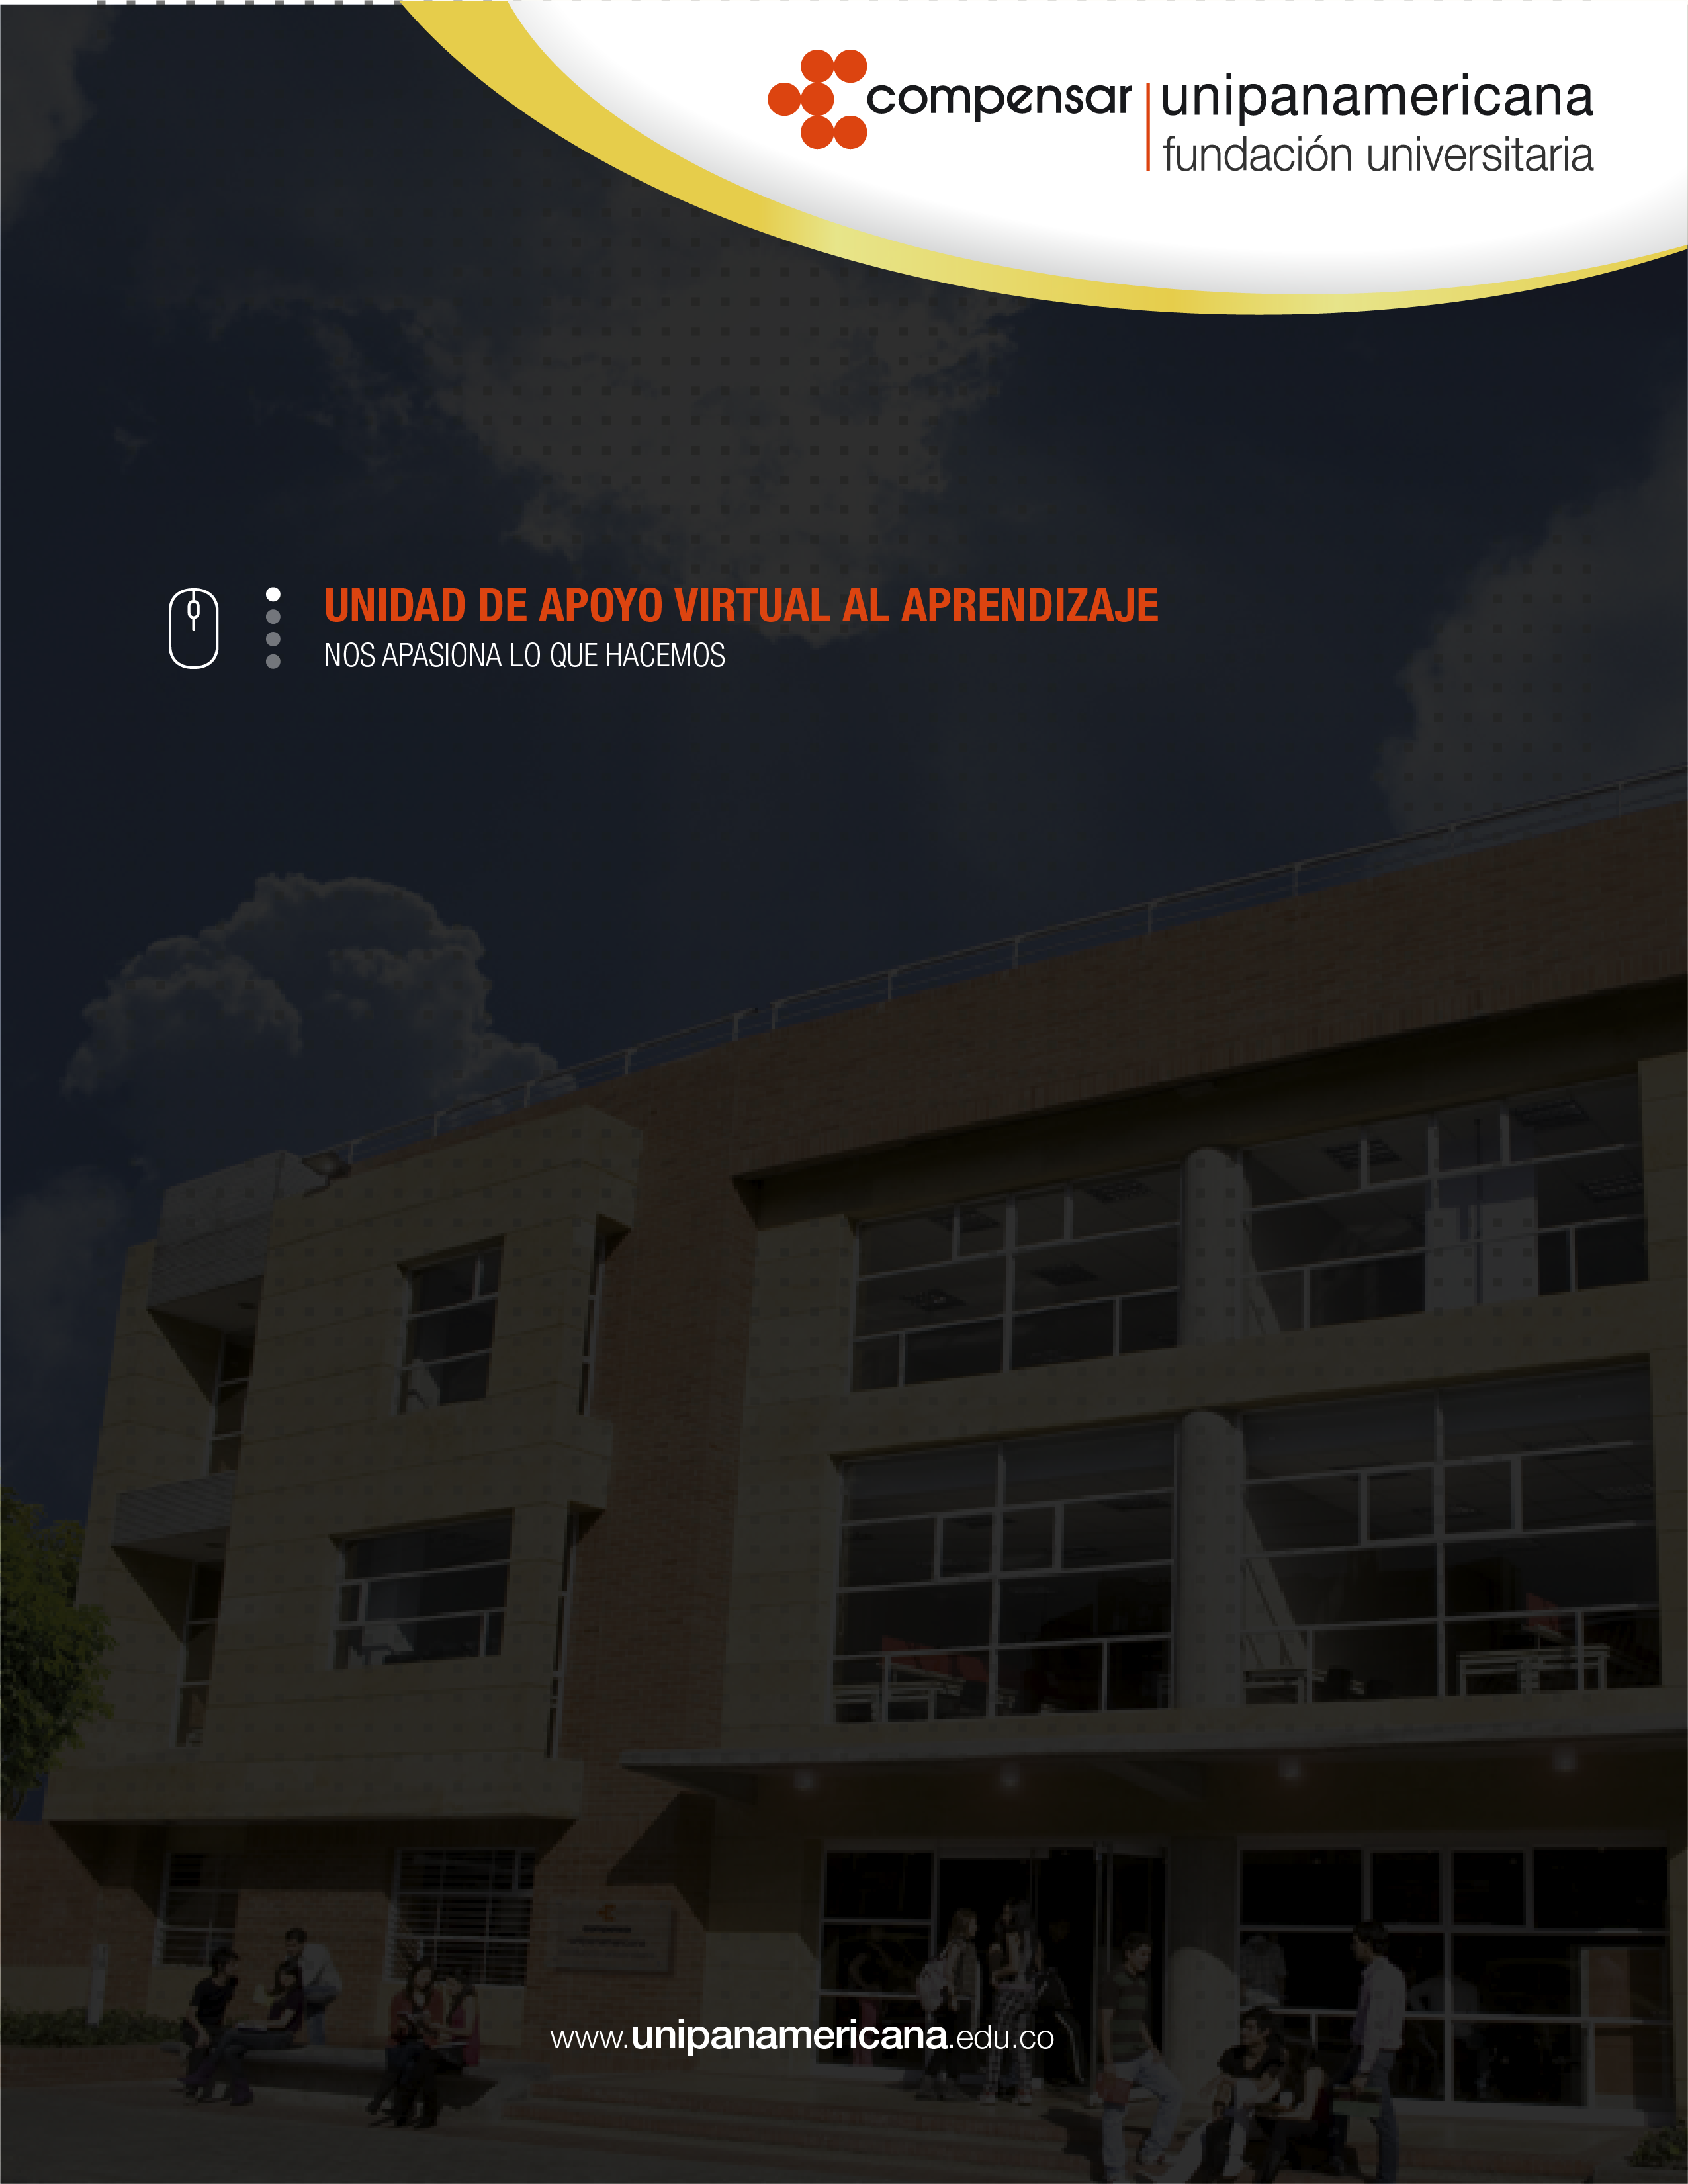 compensar
unipanamericana
fundación universitaria
UNIDAD DE APOYO VIRTUAL AL APRENDIZAJE
NOS APASIONA LO QUE HACEMOS
compensar
www.unipanamericana.edu.co